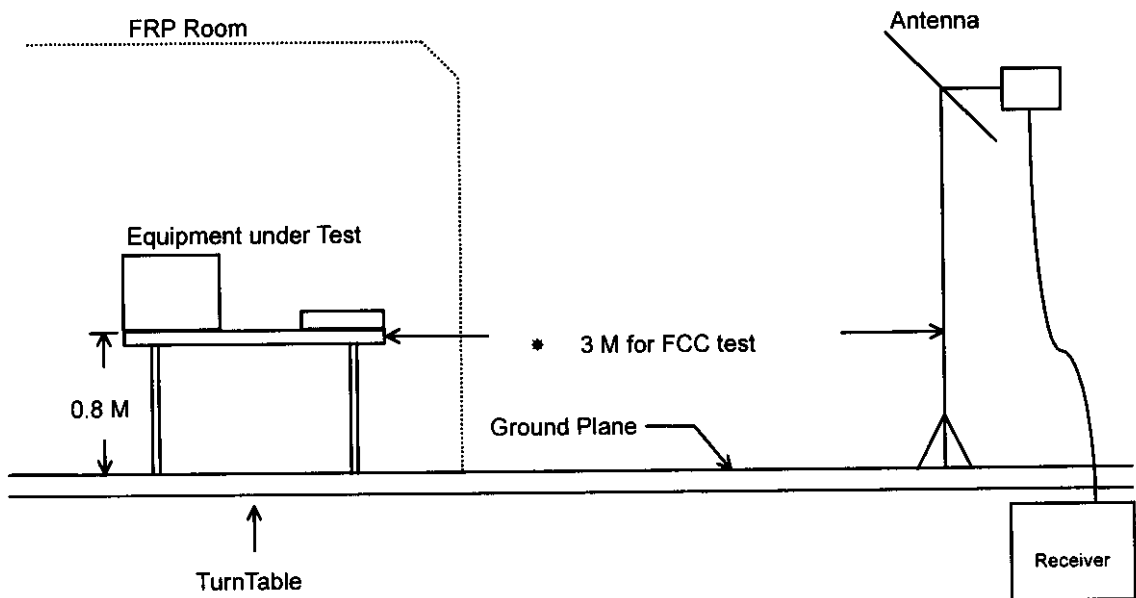 FRP Room
Antenna
Equipment under Test
* 3 M for FCC test
0.8 M
Ground Plane
TurnTable
Receiver